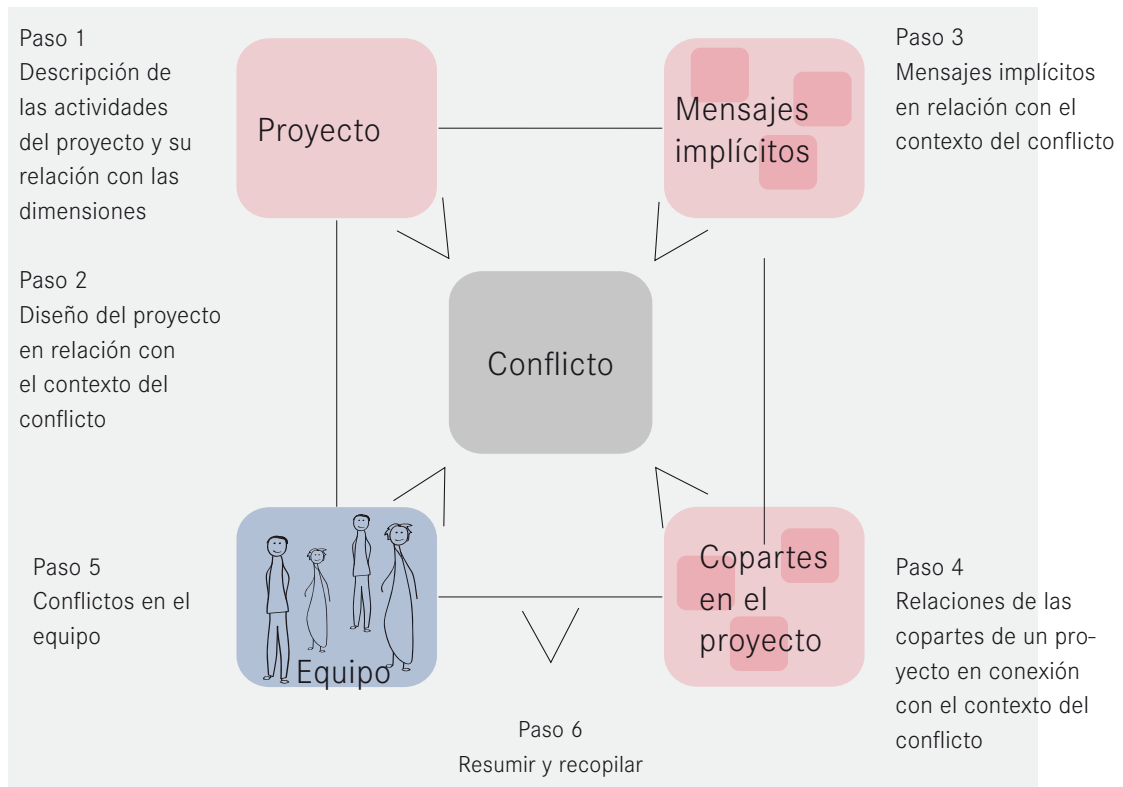 Paso 1
Descripción de
las actividades
del proyecto y su
relación con las
dimensiones
Proyecto
Mensajes
implícitos
Paso 3
Mensajes implícitos
en relación con el
contexto del conflicto
Paso 2
Diseño del proyecto
en relación con
el contexto del
conflicto
Conflicto
Paso 5
Conflictos en el
equipo
Equipo
Copartes
en el
proyecto
Paso 4
Relaciones de las
copartes de un pro-
yecto en conexión
con el contexto del
conflicto
Paso 6
Resumir y recopilar